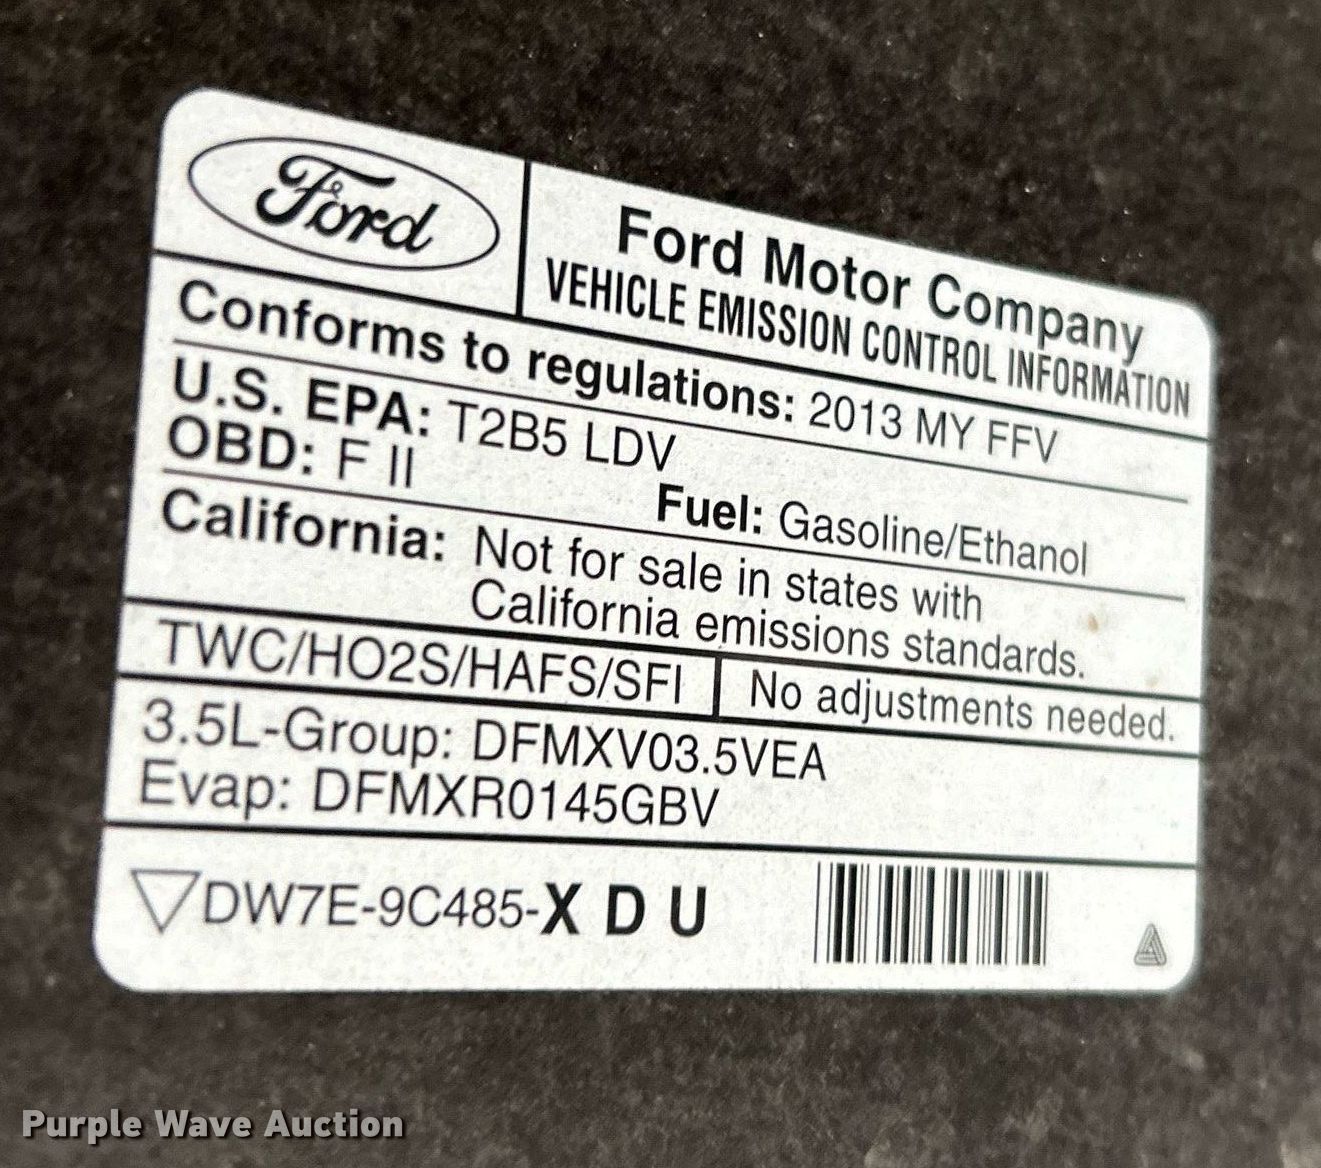 Ford
Ford Motor Company
VEHICLE EMISSION CONTROL INFORMATION
Conforms to regulations: 2013 MY FFV
U.S. EPA: T2B5 LDV
OBD: F II
Fuel: Gasoline/Ethanol
California: Not for sale in states with
California emissions standards.
TWC/HO2S/HAFS/SFI
No adjustments needed.
3.5L-Group: DFMXV03.5VEA
Evap: DFMXR0145GBV
DW7E-9C485-X D U
Purple Wave Auction